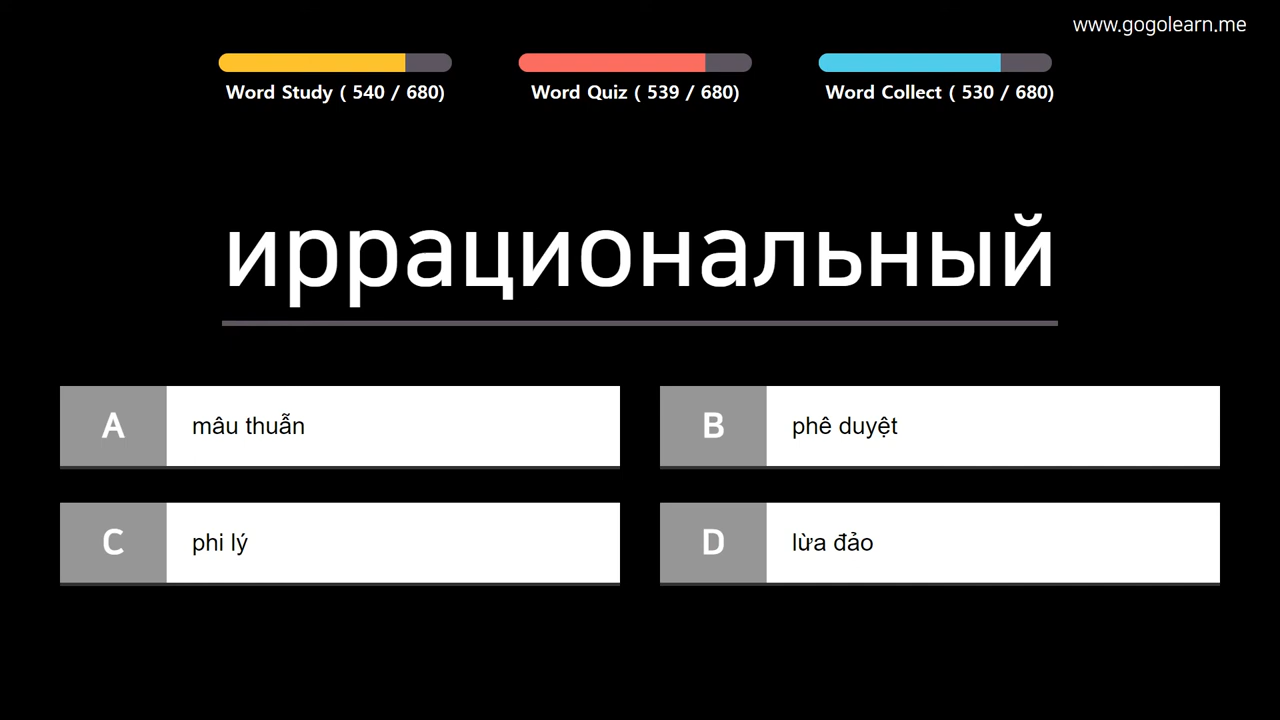 www.gogolearn.me
Word Study ( 540 / 680)
Word Quiz ( 539 / 680)
Word Collect ( 530 / 680)
иррациональный
A
mâu thuẫn
B
phê duyệt
C
phi lý
D
lừa đảo